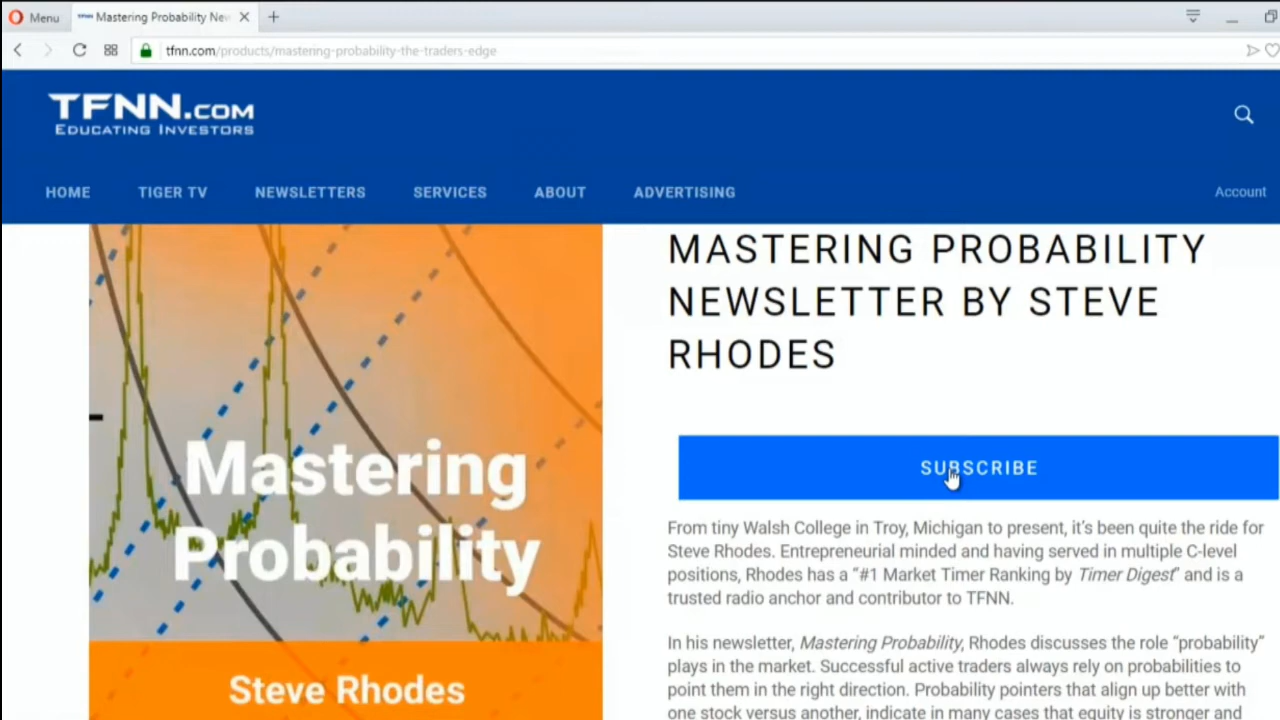 Menu
Mastering Probability New
tfnn.com/products/mastering-probability-the-traders-edge
TFNN.COM
EDUCATING INVESTORS
HOME TIGER TV NEWSLETTERS SERVICES ABOUT ADVERTISING Account
Mastering
Probability
Steve Rhodes
MASTERING PROBABILITY
NEWSLETTER BY STEVE
RHODES
SUBSCRIBE
From tiny Walsh College in Troy, Michigan to present, it's been quite the ride for
Steve Rhodes. Entrepreneurial minded and having served in multiple C-level
positions, Rhodes has a “#1 Market Timer Ranking by Timer Digest” and is a
trusted radio anchor and contributor to TFNN.
In his newsletter, Mastering Probability, Rhodes discusses the role “probability”
plays in the market. Successful active traders always rely on probabilities to
point them in the right direction. Probability pointers that align up better with
one stock versus another, indicate in many cases that equity is stronger and